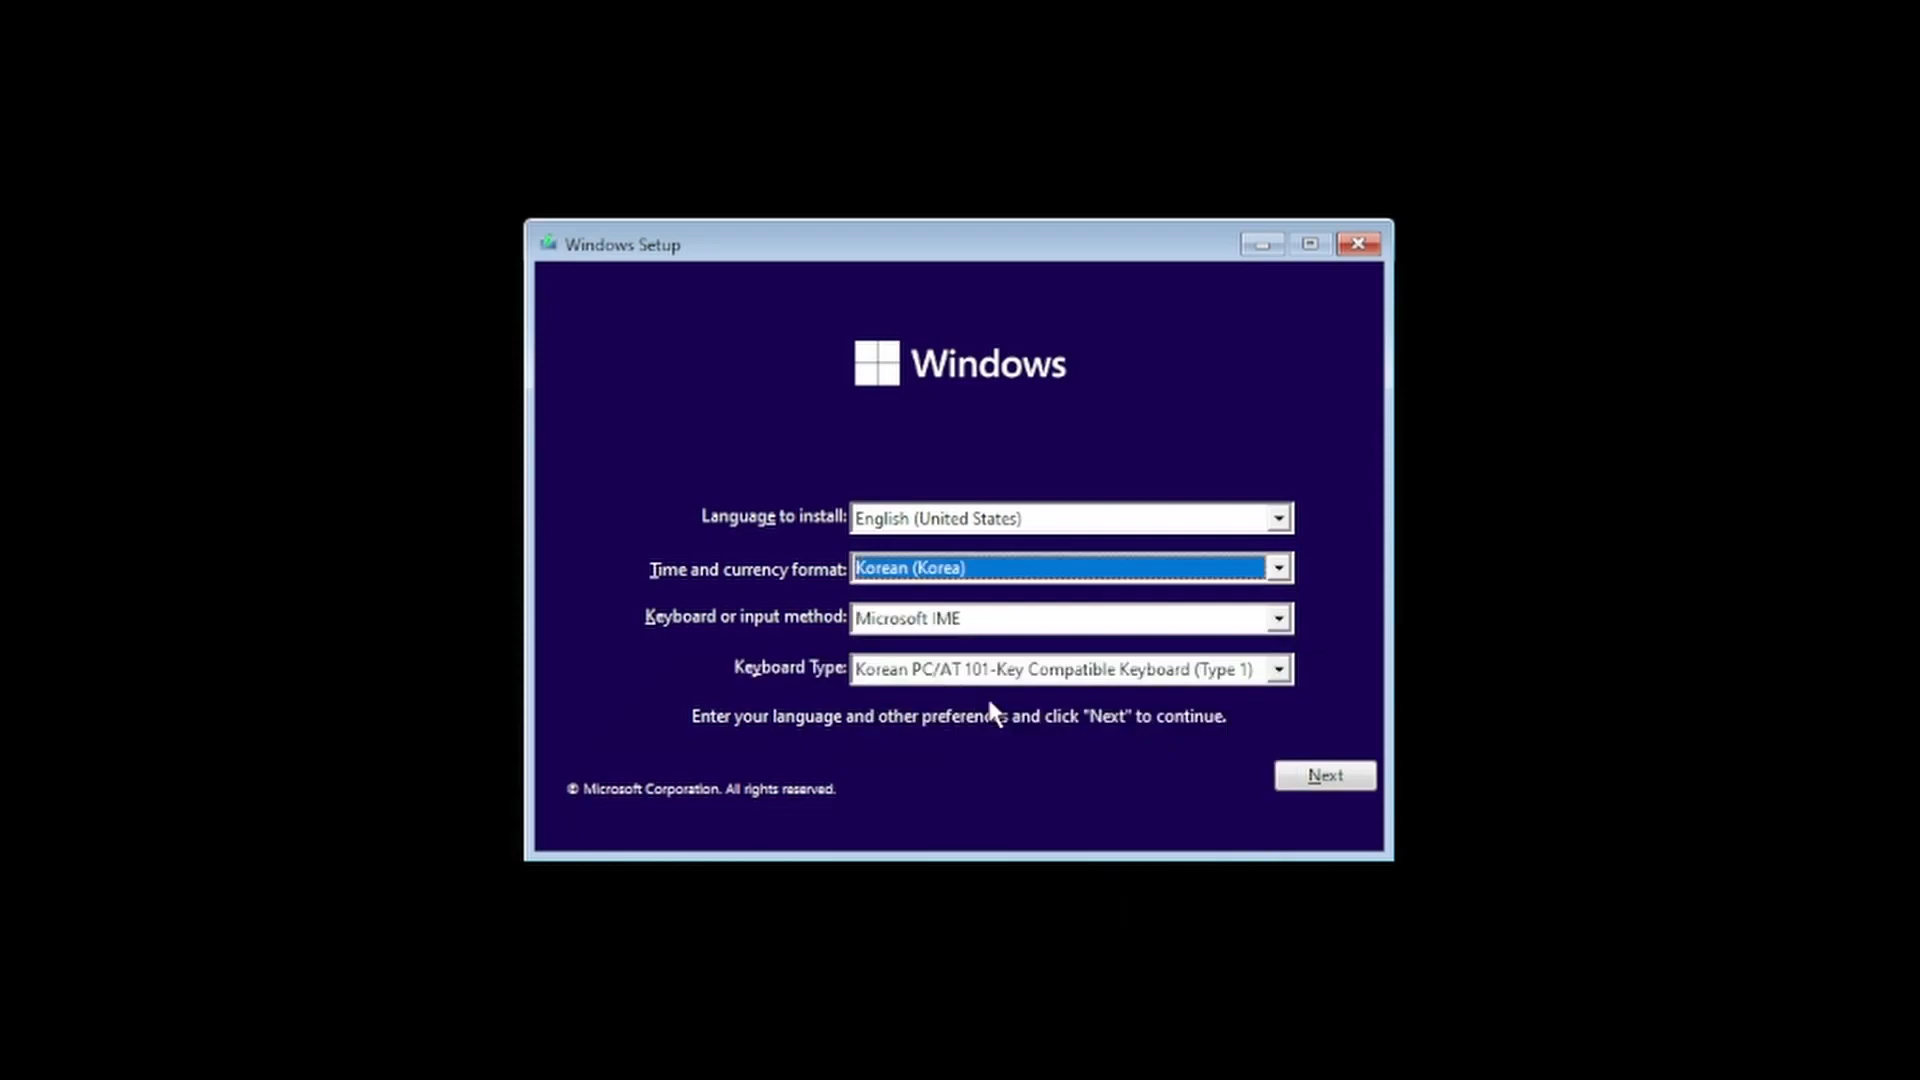 Windows Setup
Windows
Language to install: English (United States)
Time and currency format: Korean (Korea)
Keyboard or input method: Microsoft IME
Keyboard Type: Korean PC/AT 101-Key Compatible Keyboard (Type 1)
Enter your language and other and click "Next" to continue.
Next
© Microsoft Corporation. All rights reserved.